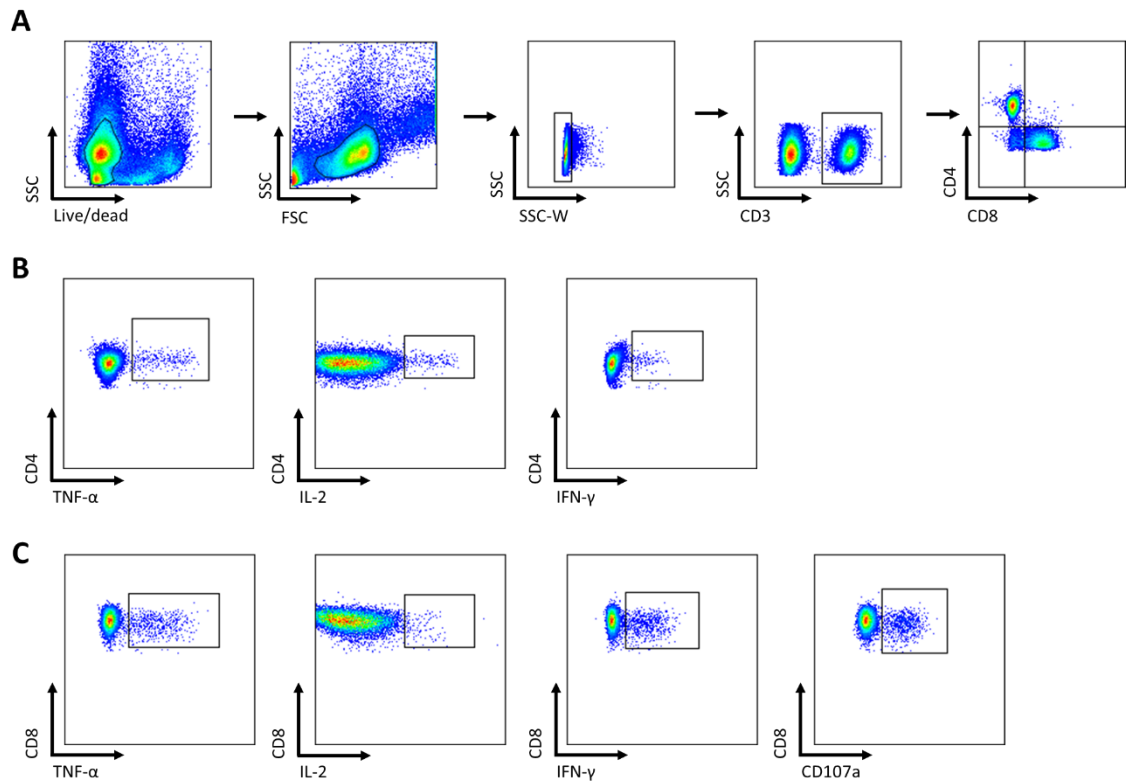 A
SSC
Live/dead
SSC
FSC
SSC
SSC-W
SSC
CD3
CD4
CD8
B
CD4
TNF-α
CD4
IL-2
CD4
IFN-γ
C
CD8
TNF-α
CD8
IL-2
CD8
IFN-γ
CD8
CD107a